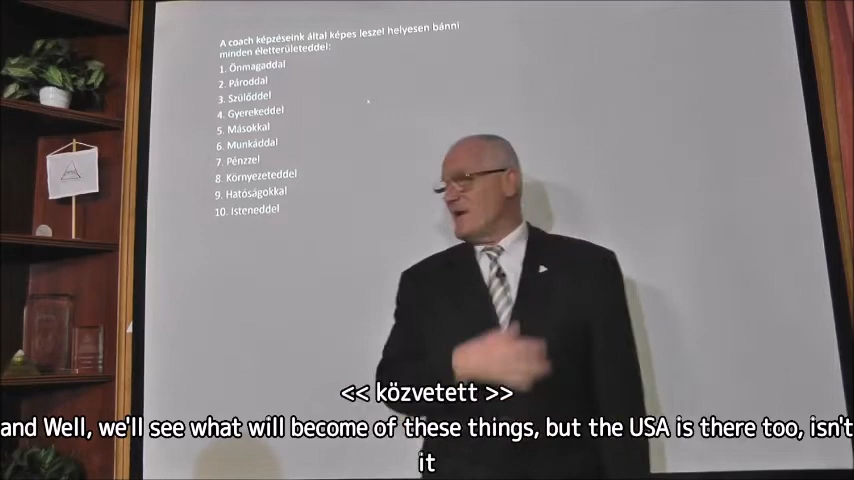 A coach képzéseink által képes leszel helyesen bánni
minden életterületeddel:
1. Önmagaddal
2. Pároddal
3. Szülőddel
4. Gyerekeddel
5. Másokkal
6. Munkáddal
7. Pénzzel
8. Környezeteddel
9. Hatóságokkal
10. Isteneddel
<< közvetett >>
and Well, we'll see what will become of these things, but the USA is there too, isn't
it